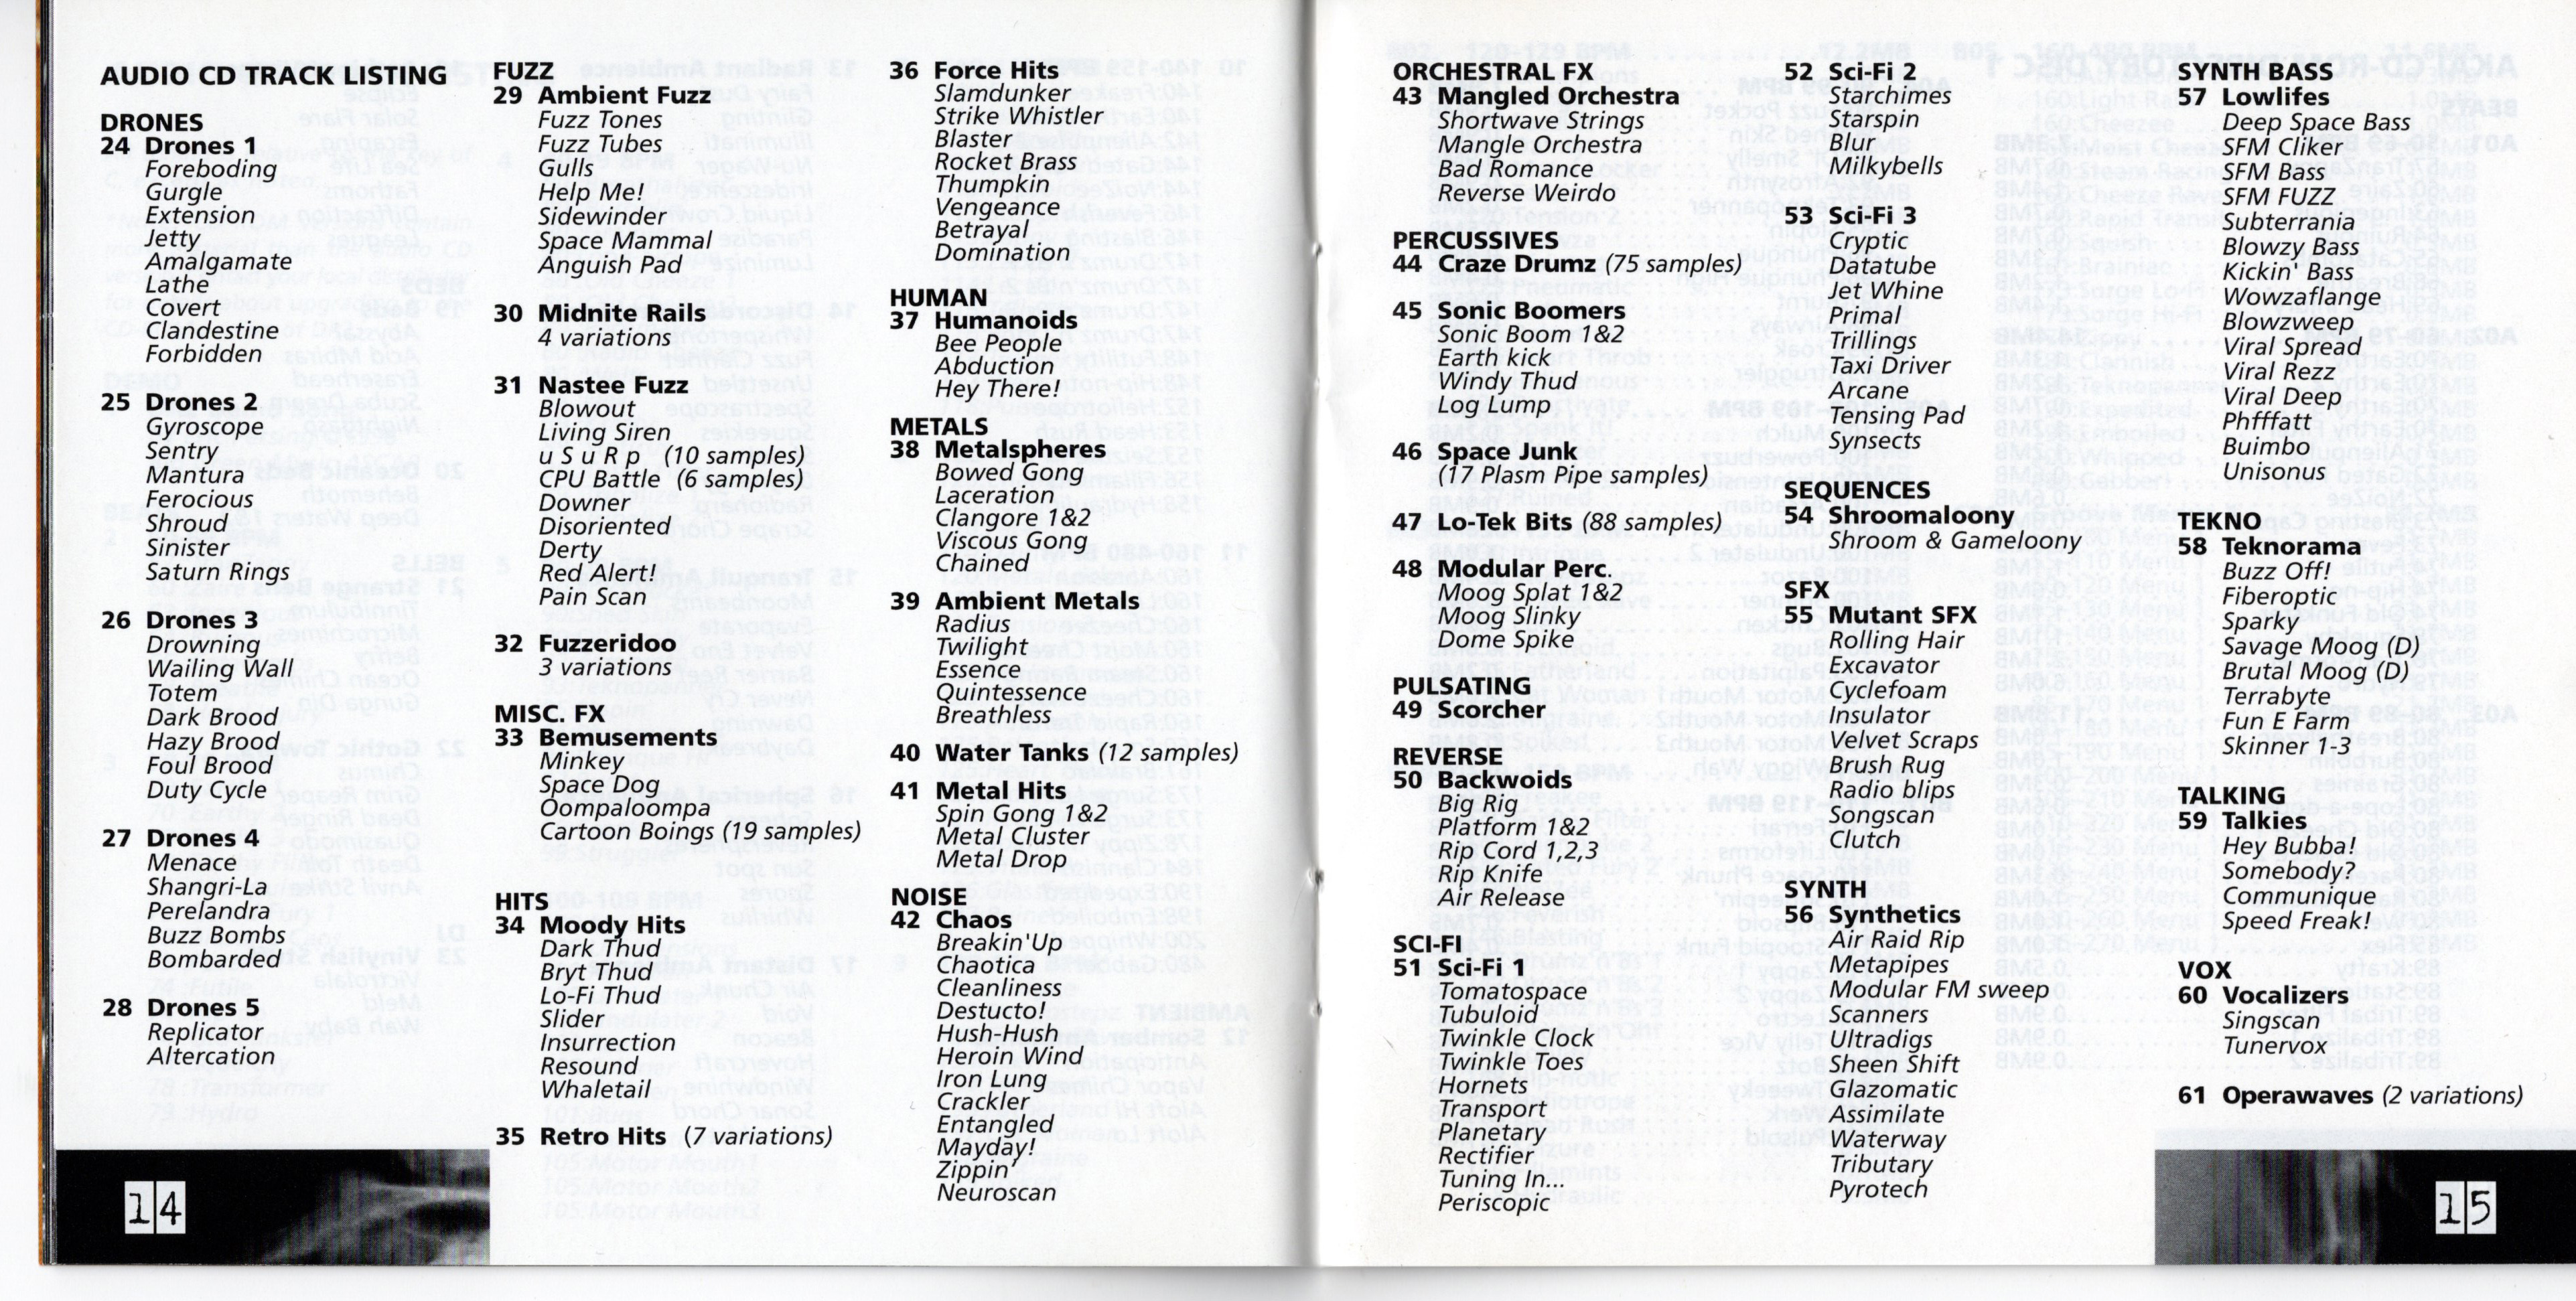 AUDIO CD TRACK LISTING
DRONES
24 Drones 1
Foreboding
Gurgle
Extension
Jetty
Amalgamate
Lathe
Covert
Clandestine
Forbidden
25 Drones 2
Gyroscope
Sentry
Mantura
Ferocious
Shroud
Sinister
Saturn Rings
26 Drones 3
Drowning
Wailing Wall
Totem
Dark Brood
Hazy Brood
Foul Brood
Duty Cycle
27 Drones 4
Menace
Shangri-La
Perelandra
Buzz Bombs
Bombarded
28 Drones 5
Replicator
Altercation
14
FUZZ
29 Ambient Fuzz
Fuzz Tones
Fuzz Tubes
Gulls
Help Me!
Sidewinder
Space Mammal
Anguish Pad
30 Midnite Rails
4 variations
31 Nastee Fuzz
Blowout
Living Siren
u S u R p (10 samples)
CPU Battle (6 samples)
Downer
Disoriented
Derty
Red Alert!
Pain Scan
32 Fuzzeridoo
3 variations
MISC. FX
33 Bemusements
Minkey
Space Dog
Oompaloompa
Cartoon Boings (19 samples)
HITS
34 Moody Hits
Dark Thud
Bryt Thud
Lo-Fi Thud
Slider
Insurrection
Resound
Whaletail
35 Retro Hits (7 variations)
36 Force Hits
Slamdunker
Strike Whistler
Blaster
Rocket Brass
Thumpkin
Vengeance
Betrayal
Domination
HUMAN
37 Humanoids
Bee People
Abduction
Hey There!
METALS
38 Metalspheres
Bowed Gong
Laceration
Clangore 1&2
Viscous Gong
Chained
39 Ambient Metals
Radius
Twilight
Essence
Quintessence
Breathless
40 Water Tanks (12 samples)
41 Metal Hits
Spin Gong 1&2
Metal Cluster
Metal Drop
NOISE
42 Chaos
Breakin'Up
Chaotica
Cleanliness
Destucto!
Hush-Hush
Heroin Wind
Iron Lung
Crackler
Entangled
Mayday!
Zippin'
Neuroscan
ORCHESTRAL FX
43 Mangled Orchestra
Shortwave Strings
Mangle Orchestra
Bad Romance
Reverse Weirdo
PERCUSSIVES
44 Craze Drumz (75 samples)
45 Sonic Boomers
Sonic Boom 1&2
Earth kick
Windy Thud
Log Lump
46 Space Junk
(17 Plasm Pipe samples)
47 Lo-Tek Bits (88 samples)
48 Modular Perc.
Moog Splat 1&2
Moog Slinky
Dome Spike
PULSATING
49 Scorcher
REVERSE
50 Backwoids
Big Rig
Platform 1&2
Rip Cord 1,2,3
Rip Knife
Air Release
SCI-FI
51 Sci-Fi 1
Tomatospace
Tubuloid
Twinkle Clock
Twinkle Toes
Hornets
Transport
Planetary
Rectifier
Tuning In...
Periscopic
52 Sci-Fi 2
Starchimes
Starspin
Blur
Milkybells
53 Sci-Fi 3
Cryptic
Datatube
Jet Whine
Primal
Trillings
Taxi Driver
Arcane
Tensing Pad
Synsects
SEQUENCES
54 Shroomaloony
Shroom & Gameloony
SFX
55 Mutant SFX
Rolling Hair
Excavator
Cyclefoam
Insulator
Velvet Scraps
Brush Rug
Radio blips
Songscan
Clutch
SYNTH
56 Synthetics
Air Raid Rip
Metapipes
Modular FM sweep
Scanners
Ultradigs
Sheen Shift
Glazomatic
Assimilate
Waterway
Tributary
Pyrotech
SYNTH BASS
57 Lowlifes
Deep Space Bass
SFM Cliker
SFM Bass
SFM FUZZ
Subterrania
Blowzy Bass
Kickin' Bass
Wowzaflange
Blowzweep
Viral Spread
Viral Rezz
Viral Deep
Phfffatt
Buimbo
Unisonus
TEKNO
58 Teknorama
Buzz Off!
Fiberoptic
Sparky
Savage Moog (D)
Brutal Moog (D)
Terrabyte
Fun E Farm
Skinner 1-3
TALKING
59 Talkies
Hey Bubba!
Somebody?
Communique
Speed Freak!
VOX
60 Vocalizers
Singscan
Tunervox
61 Operawaves (2 variations)
15